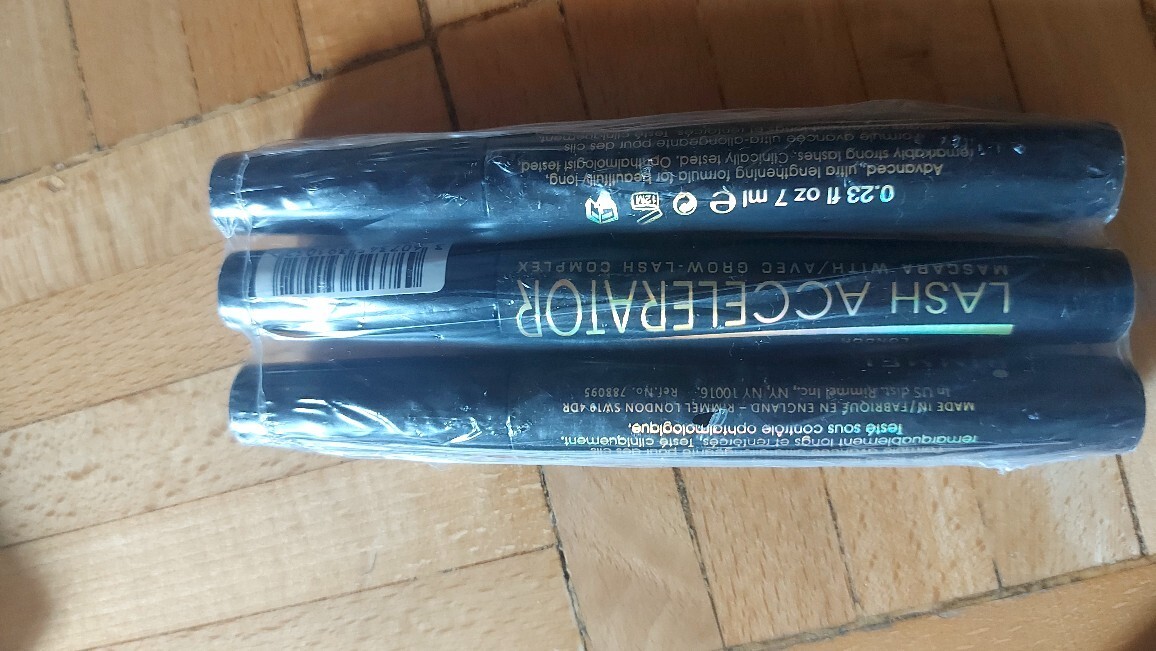 MADE IN/FABRIQUÉ EN ENGLAND - RIMMEL LONDON SW19 4DR
In US dist. Rimmel Inc., NY, NY 10016. Ref.No. 788095
remarquablement longs et renforcés. Testé cliniquement.
Testé sous contrôle ophtalmologique.
LONDON
LASH ACCELERATOR
MASCARA WITH/AVEC GROW-LASH COMPLEX
0.23 fl oz 7 ml e
12M
Advanced, ultra lengthening formula for beautifully long,
remarkably strong lashes. Clinically tested. Ophthalmologist tested.
Formule avancée ultra-allongeante pour des cils